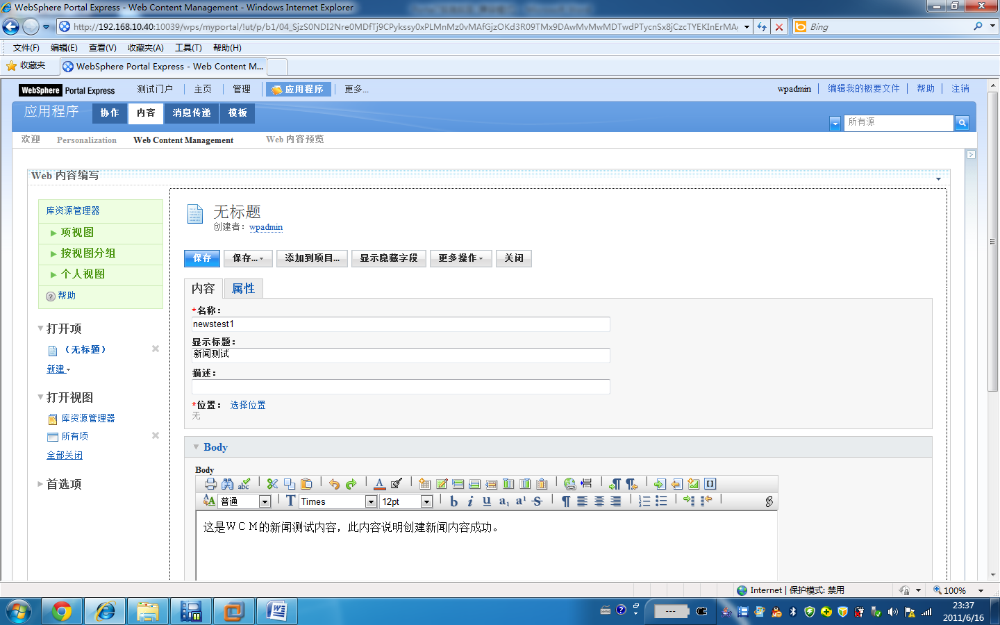 WebSphere Portal Express - Web Content Management - Windows Internet Explorer
http://192.168.10.40:10039/wps/myportal/!ut/p/b1/04_SjzS0NDI2Nre0MDfTj9CPykssy0xPLMnMz0vMAfGjzOKd3R09TMx9DAwMvMwMDTwdPTycnSx8jCzcTYEKInErMA
Bing
文件(F) 编辑(E) 查看(V) 收藏夹(A) 工具(T) 帮助(H)
收藏夹 WebSphere Portal Express - Web Content M...
WebSphere Portal Express 测试门户 主页 管理 应用程序 更多... wpadmin 编辑我的概要文件 帮助 注销
应用程序 协作 内容 消息传递 模板
所有源
欢迎 Personalization Web Content Management Web 内容预览
Web 内容编写
库资源管理器
项视图
按视图分组
个人视图
帮助
打开项
（无标题）
新建
打开视图
库资源管理器
所有项
全部关闭
首选项
无标题
创建者： wpadmin
保存 保存... 添加到项目... 显示隐藏字段 更多操作 关闭
内容 属性
*名称：
newstest1
显示标题：
新闻测试
描述：
*位置： 选择位置
无
Body
Body
普通 Times 12pt
这是ＷＣＭ的新闻测试内容，此内容说明创建新闻内容成功。
Internet | 保护模式: 禁用 100%
23:37
2011/6/16